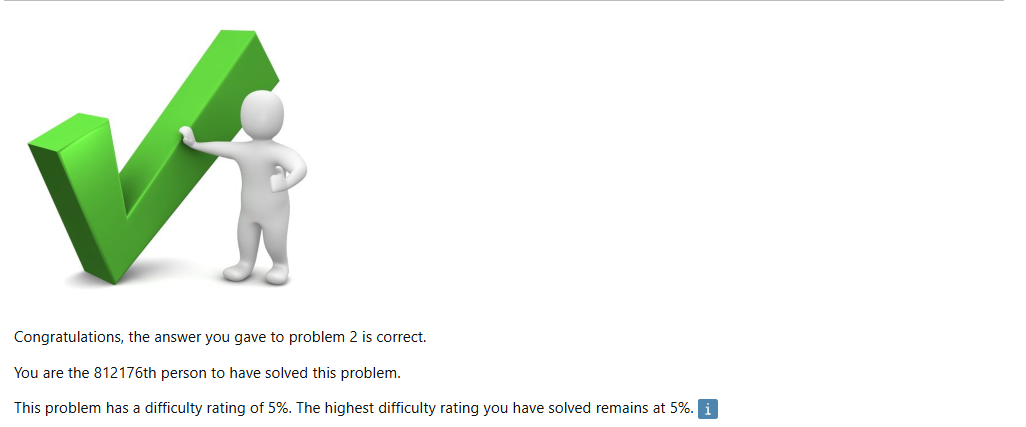 Congratulations, the answer you gave to problem 2 is correct.
You are the 812176th person to have solved this problem.
This problem has a difficulty rating of 5%. The highest difficulty rating you have solved remains at 5%. i